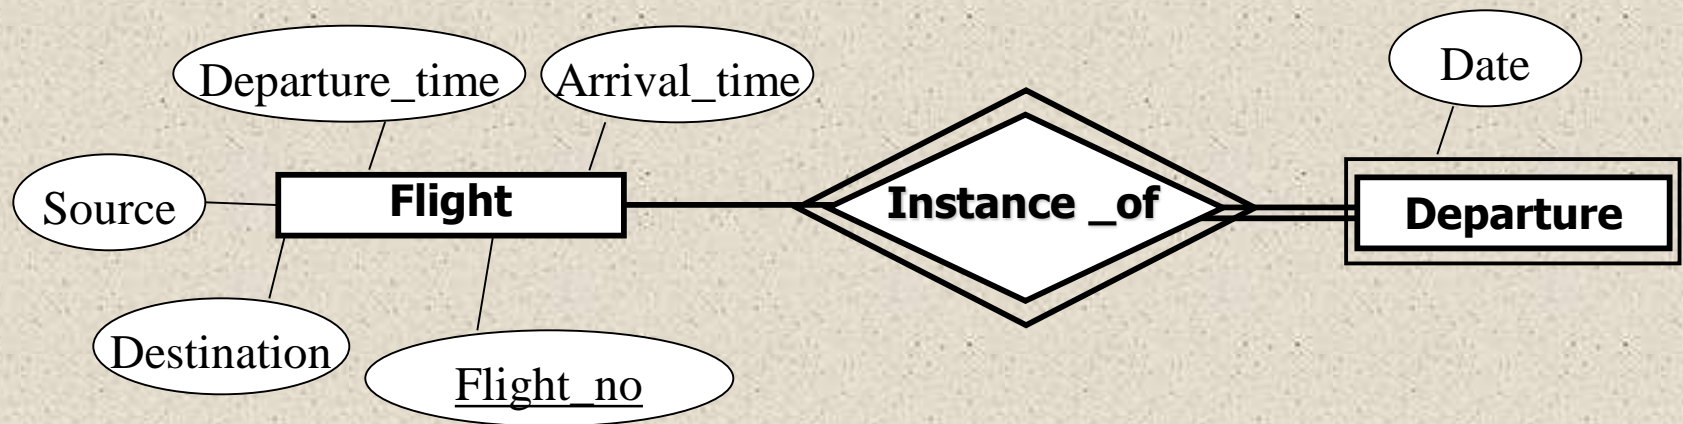 Departure_time
Arrival_time
Date
Source
Flight
Instance _of
Departure
Destination
Flight_no